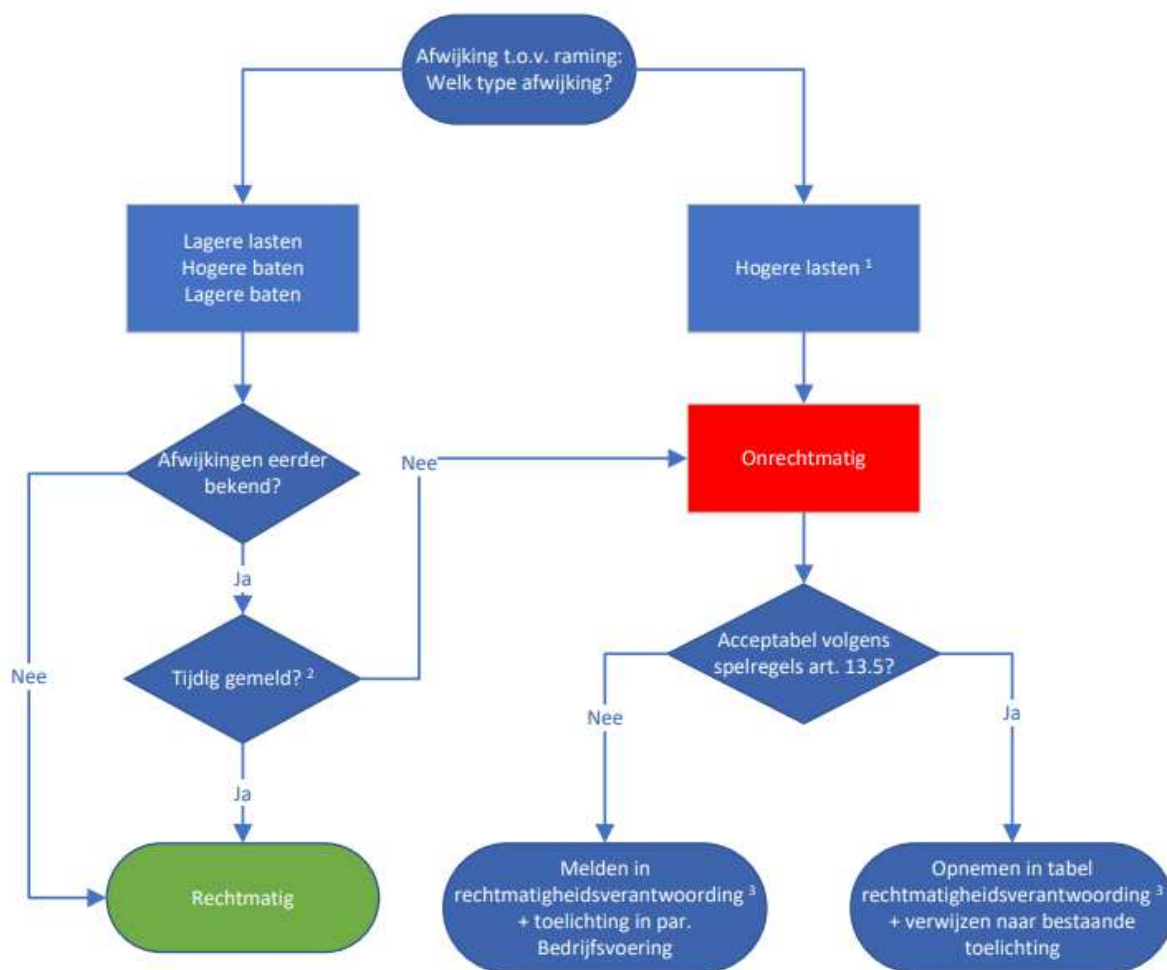 Afwijking t.o.v. raming:
Welk type afwijking?
Lagere lasten
Hogere baten
Lagere baten
Hogere lasten ¹
Afwijkingen eerder
bekend?
Nee
Onrechtmatig
Ja
Nee
Tijdig gemeld? ²
Acceptabel volgens
spelregels art. 13.5?
Nee
Ja
Ja
Rechtmatig
Melden in
rechtmatigheidsverantwoording ³
+ toelichting in par.
Bedrijfsvoering
Opnemen in tabel
rechtmatigheidsverantwoording ³
+ verwijzen naar bestaande
toelichting